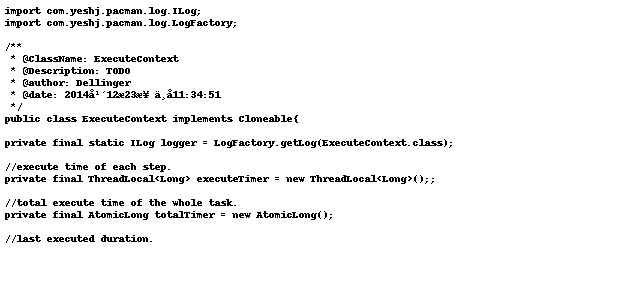 import com.yeshj.pacman.log.ILog;
import com.yeshj.pacman.log.LogFactory;
/**
* @ClassName: ExecuteContext
* @Description: TODO
* @author: Dellinger
* @date: 2014å¹´12æ23æ¥ ä¸å11:34:51
*/
public class ExecuteContext implements Cloneable{
private final static ILog logger = LogFactory.getLog(ExecuteContext.class);
//execute time of each step.
private final ThreadLocal<Long> executeTimer = new ThreadLocal<Long>();;
//total execute time of the whole task.
private final AtomicLong totalTimer = new AtomicLong();
//last executed duration.